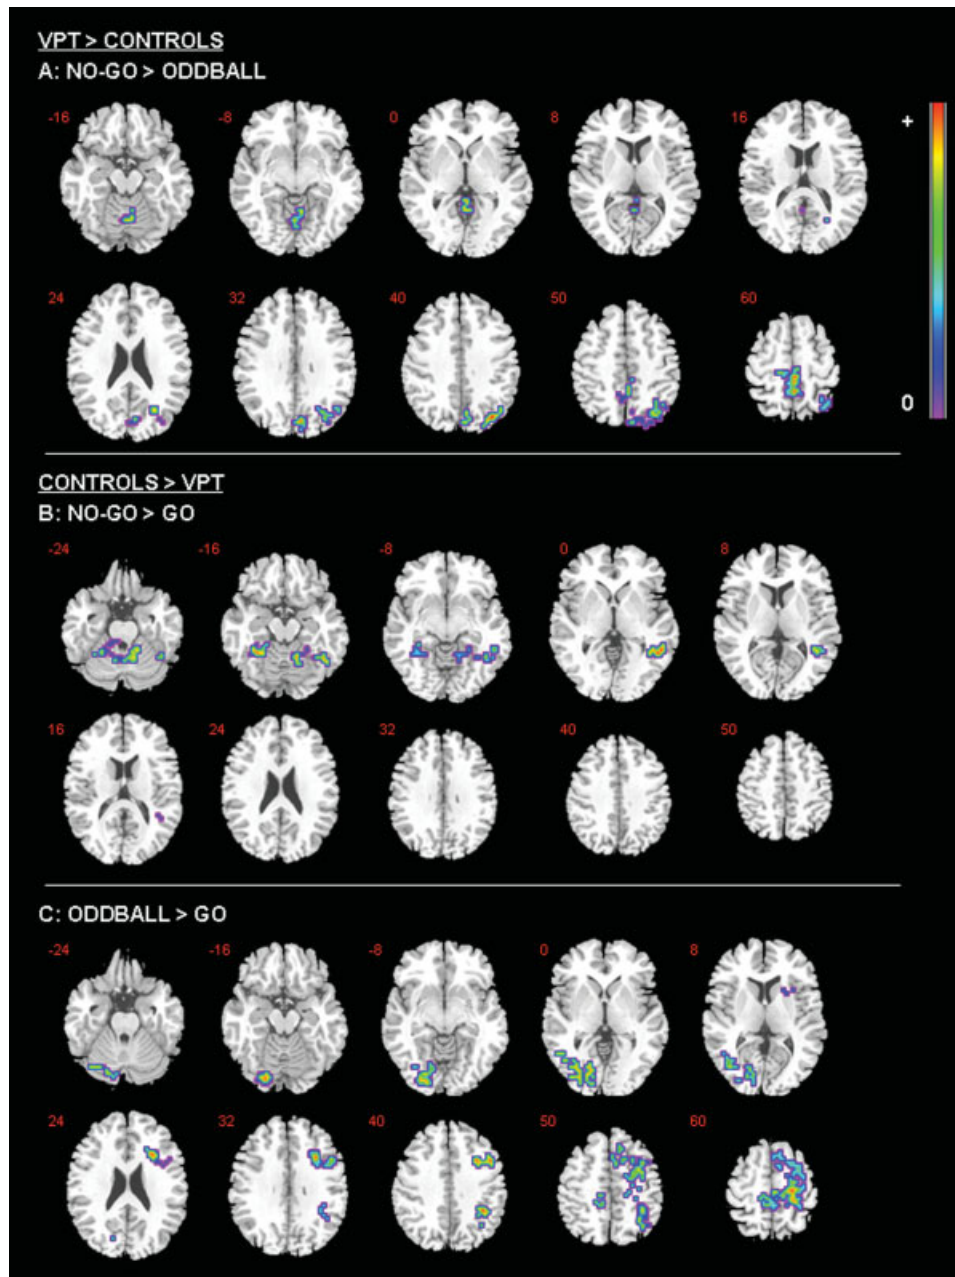 VPT > CONTROLS
A: NO-GO > ODDBALL
-16 -8 0 8 16 +
24 32 40 50 60 0
CONTROLS > VPT
B: NO-GO > GO
-24 -16 -8 0 8
16 24 32 40 50
C: ODDBALL > GO
-24 -16 -8 0 8
24 32 40 50 60